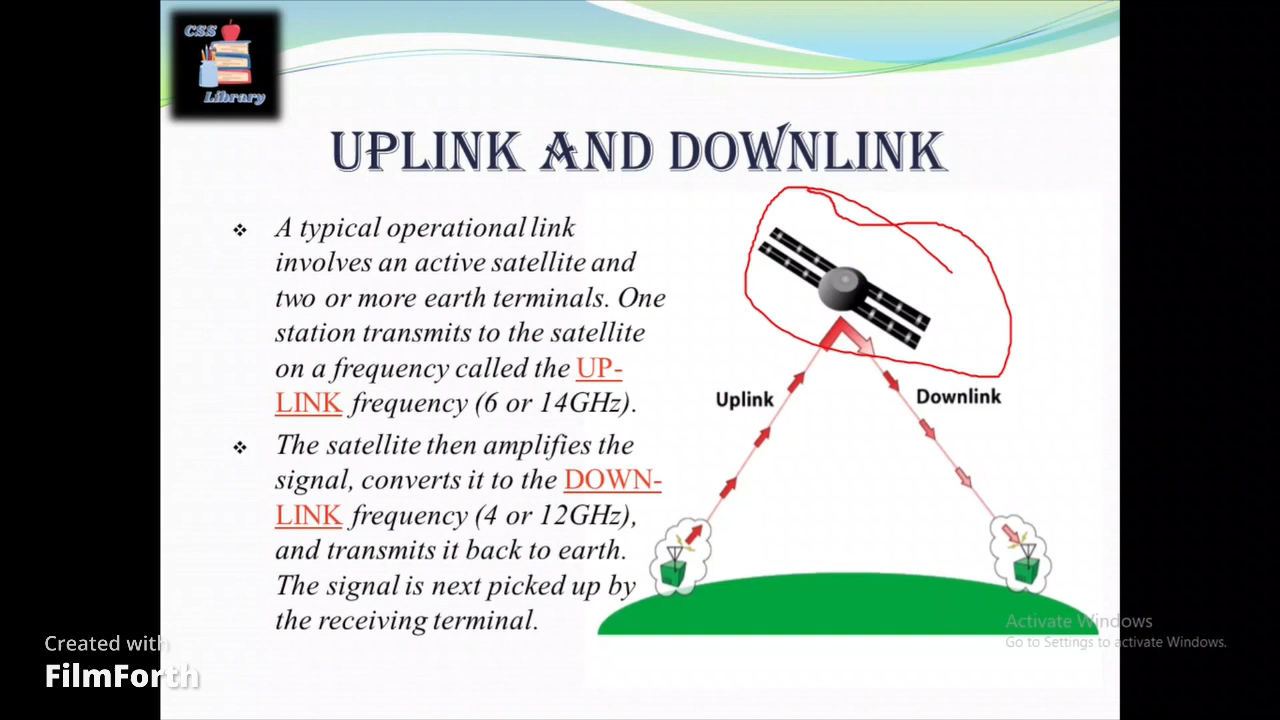 CSS
Library
UPLINK AND DOWNLINK
❖ A typical operational link
involves an active satellite and
two or more earth terminals. One
station transmits to the satellite
on a frequency called the UP-
LINK frequency (6 or 14GHz).
❖ The satellite then amplifies the
signal, converts it to the DOWN-
LINK frequency (4 or 12GHz),
and transmits it back to earth.
The signal is next picked up by
the receiving terminal.
Uplink
Downlink
Activate Windows
Go to Settings to activate Windows.
Created with
FilmForth